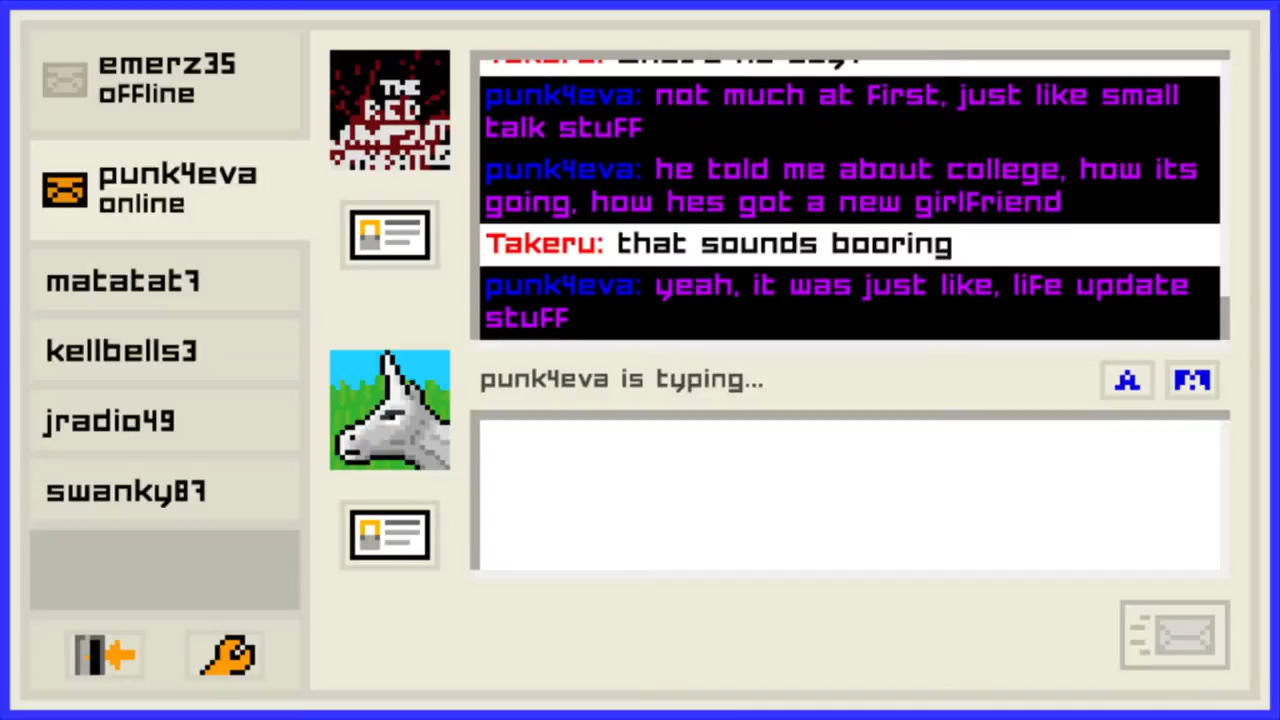 emerz35
offline
punk4eva
online
matatat7
kellbells3
jradio49
swanky87
THE
RED
punk4eva: not much at first, just like small
talk stuff
punk4eva: he told me about college, how its
going, how hes got a new girlfriend
Takeru: that sounds booring
punk4eva: yeah, it was just like, life update
stuff
punk4eva is typing...
A